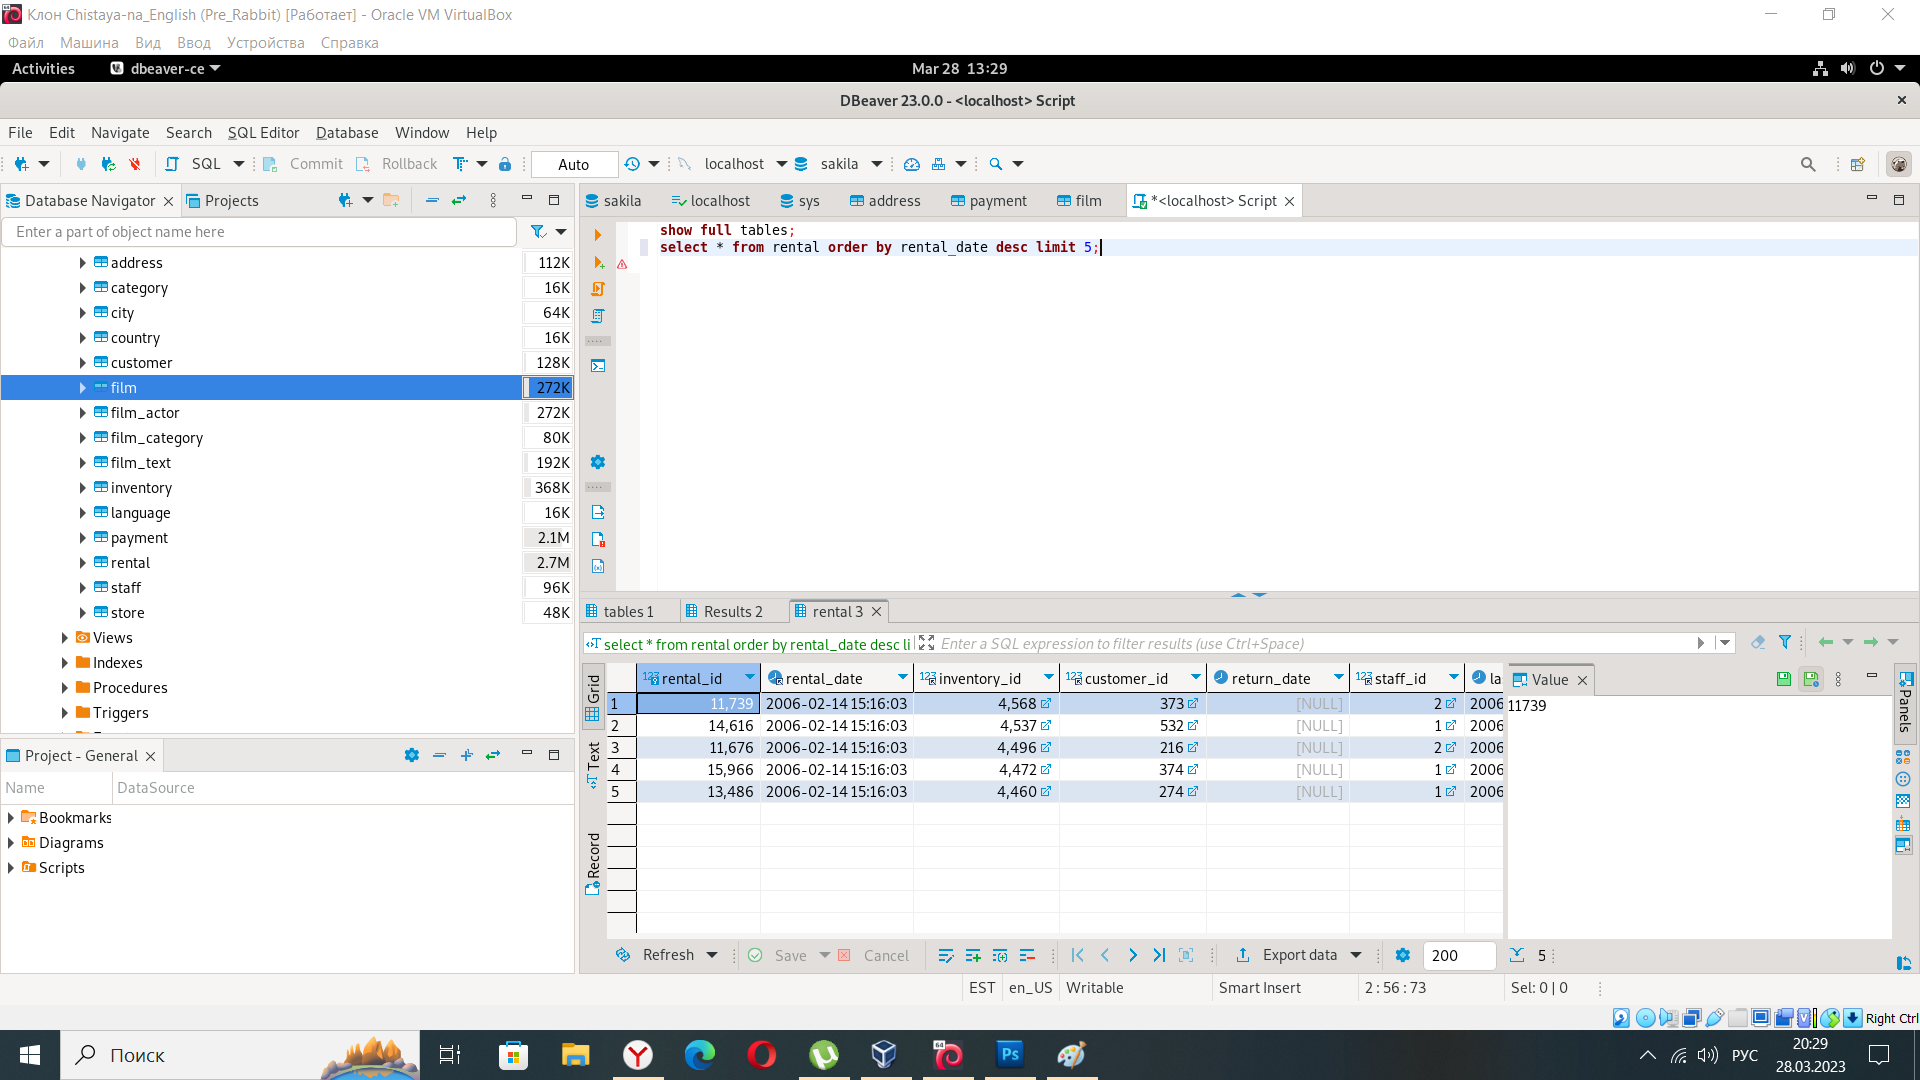 Клон Chistaya-na_English (Pre_Rabbit) [Работает] - Oracle VM VirtualBox
Файл Машина Вид Ввод Устройства Справка
Activities dbeaver-ce Mar 28 13:29
DBeaver 23.0.0 - <localhost> Script
File Edit Navigate Search SQL Editor Database Window Help
SQL Commit Rollback Auto localhost sakila
Database Navigator Projects
sakila localhost sys address payment film *<localhost> Script
Enter a part of object name here
show full tables;
select * from rental order by rental_date desc limit 5;
address 112K
category 16K
city 64K
country 16K
customer 128K
film 272K
film_actor 272K
film_category 80K
film_text 192K
inventory 368K
language 16K
payment 2.1M
rental 2.7M
staff 96K
store 48K
Views
Indexes
Procedures
Triggers
Project - General
Name DataSource
Bookmarks
Diagrams
Scripts
tables 1 Results 2 rental 3
select * from rental order by rental_date desc li Enter a SQL expression to filter results (use Ctrl+Space)
Grid
Text
Record
rental_id rental_date inventory_id customer_id return_date staff_id la
1 11,739 2006-02-14 15:16:03 4,568 373 [NULL] 2 2006
2 14,616 2006-02-14 15:16:03 4,537 532 [NULL] 1 2006
3 11,676 2006-02-14 15:16:03 4,496 216 [NULL] 2 2006
4 15,966 2006-02-14 15:16:03 4,472 374 [NULL] 1 2006
5 13,486 2006-02-14 15:16:03 4,460 274 [NULL] 1 2006
Value
11739
Panels
Refresh Save Cancel Export data 200 5
EST en_US Writable Smart Insert 2 : 56 : 73 Sel: 0 | 0
Right Ctrl
Поиск
Ps
РУС
20:29
28.03.2023